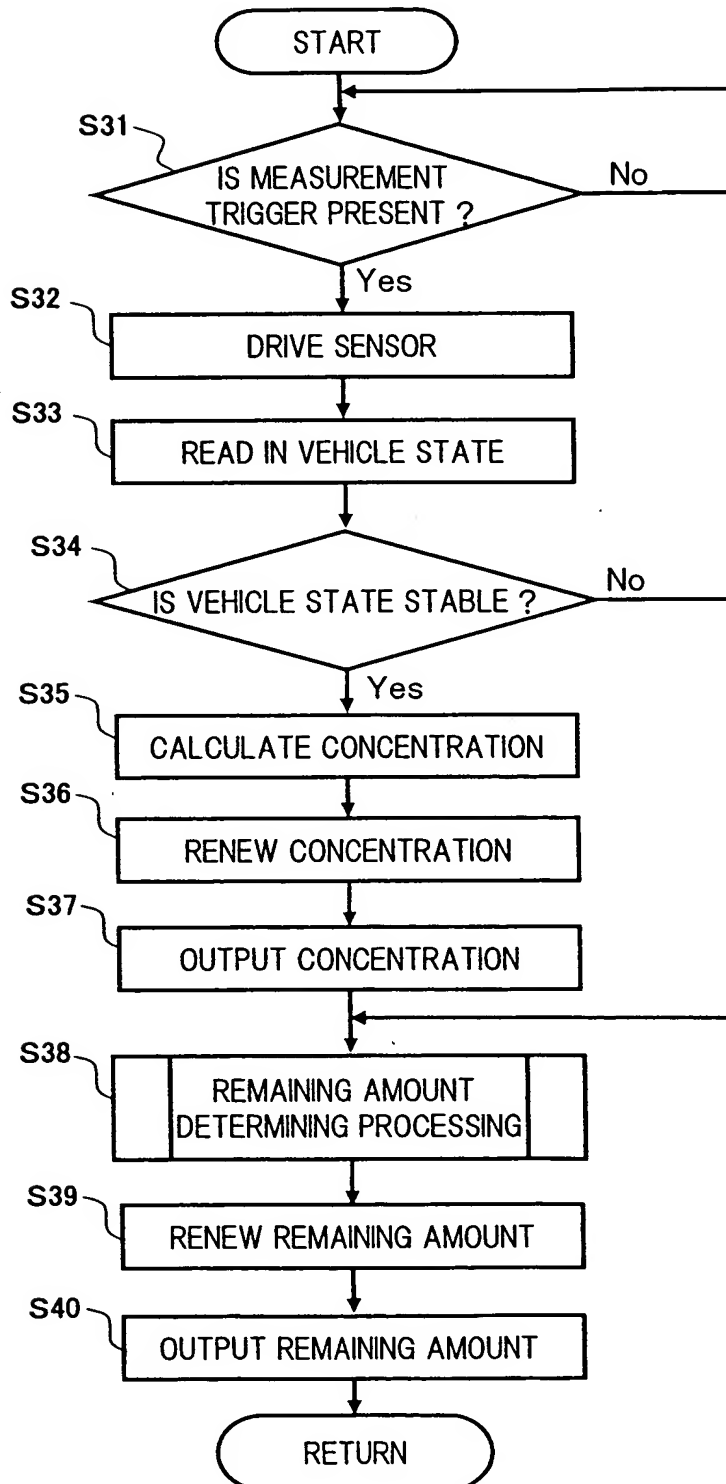 START
S31
IS MEASUREMENT
TRIGGER PRESENT ?
No
Yes
S32
DRIVE SENSOR
S33
READ IN VEHICLE STATE
S34
IS VEHICLE STATE STABLE ?
No
Yes
S35
CALCULATE CONCENTRATION
S36
RENEW CONCENTRATION
S37
OUTPUT CONCENTRATION
S38
REMAINING AMOUNT
DETERMINING PROCESSING
S39
RENEW REMAINING AMOUNT
S40
OUTPUT REMAINING AMOUNT
RETURN